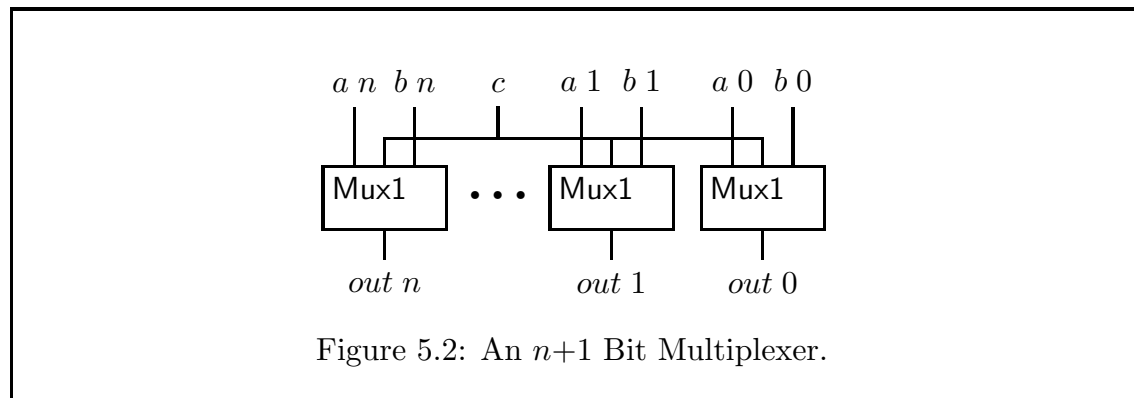 a n b n c a 1 b 1 a 0 b 0
Mux1 • • • Mux1 Mux1
out n out 1 out 0
Figure 5.2: An n+1 Bit Multiplexer.